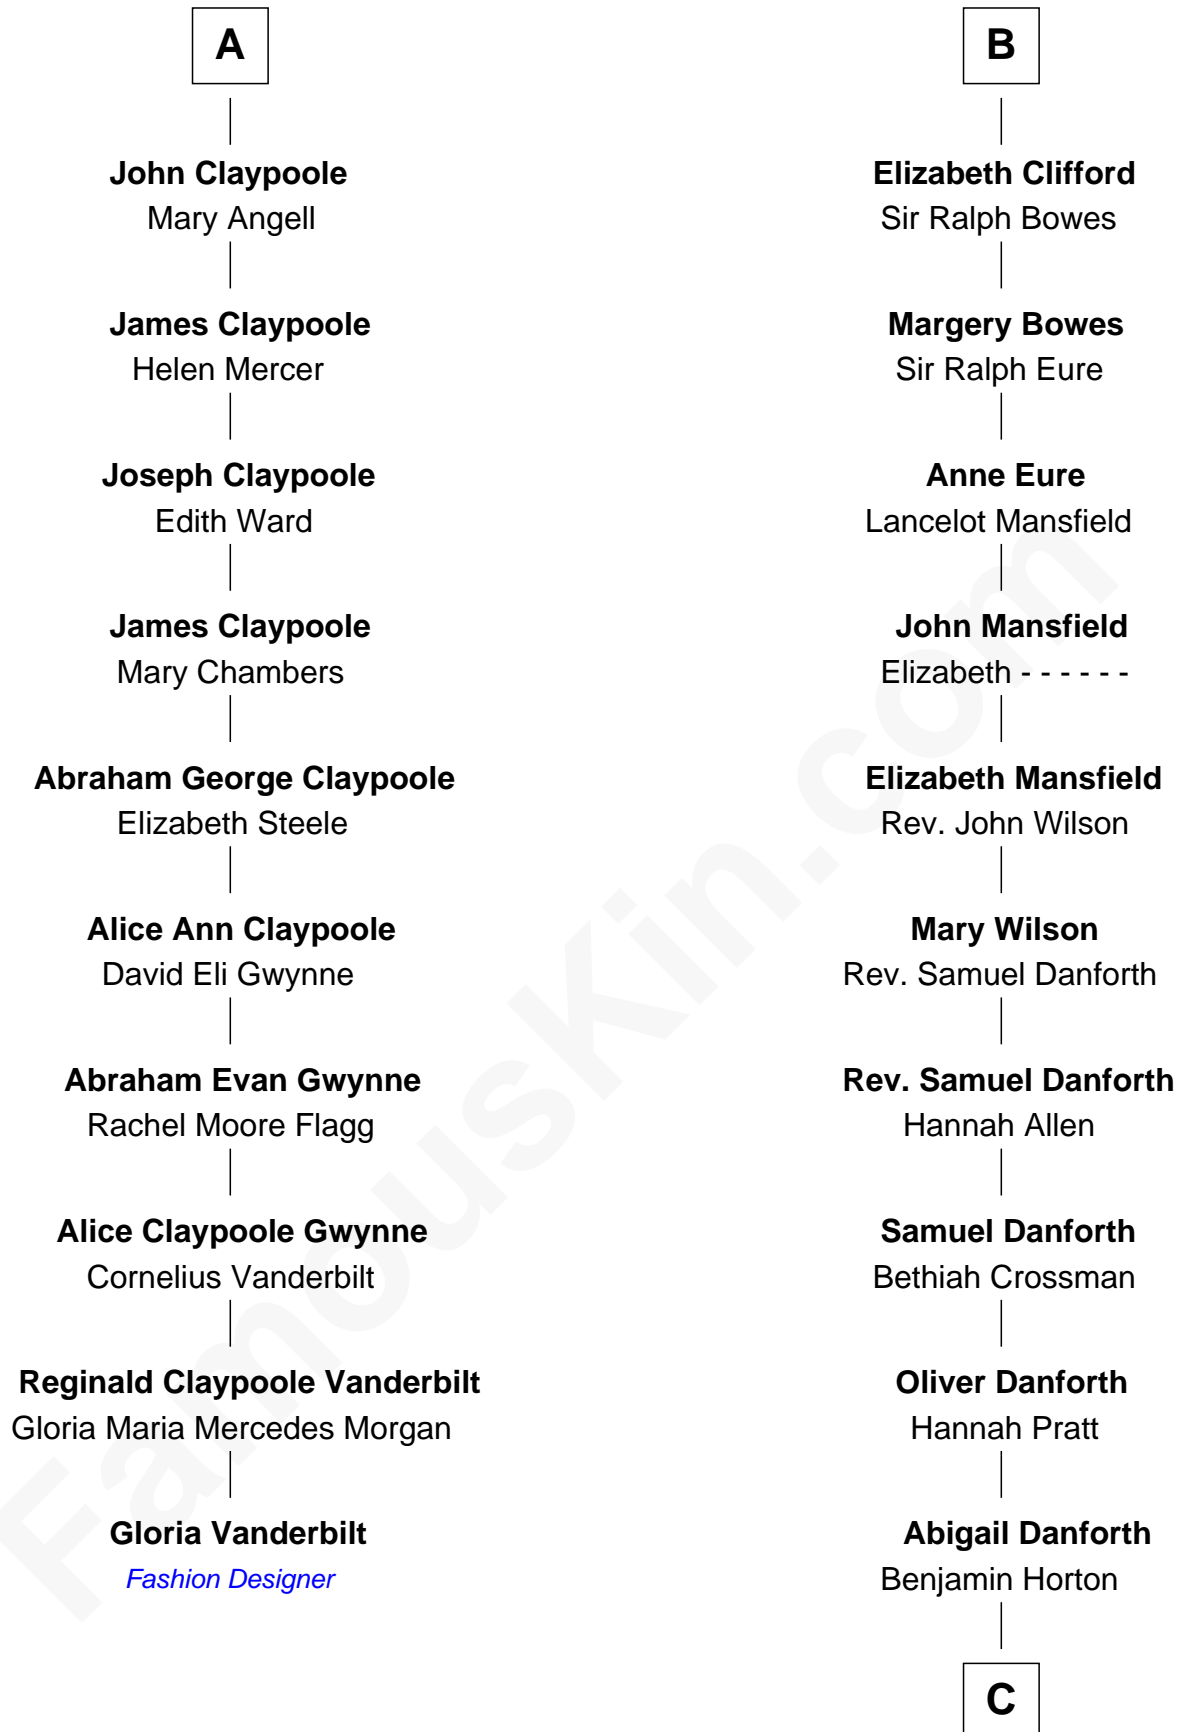 A
John Claypoole
Mary Angell
James Claypoole
Helen Mercer
Joseph Claypoole
Edith Ward
James Claypoole
Mary Chambers
Abraham George Claypoole
Elizabeth Steele
Alice Ann Claypoole
David Eli Gwynne
Abraham Evan Gwynne
Rachel Moore Flagg
Alice Claypoole Gwynne
Cornelius Vanderbilt
Reginald Claypoole Vanderbilt
Gloria Maria Mercedes Morgan
Gloria Vanderbilt
Fashion Designer
B
Elizabeth Clifford
Sir Ralph Bowes
Margery Bowes
Sir Ralph Eure
Anne Eure
Lancelot Mansfield
John Mansfield
Elizabeth - - - - - -
Elizabeth Mansfield
Rev. John Wilson
Mary Wilson
Rev. Samuel Danforth
Rev. Samuel Danforth
Hannah Allen
Samuel Danforth
Bethiah Crossman
Oliver Danforth
Hannah Pratt
Abigail Danforth
Benjamin Horton
C
FamousKin.com